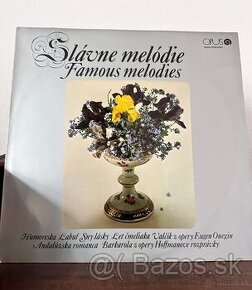 OPUS
Slávne melódie
Famous melodies
Humoreska Labuť Sny lásky Let čmeliaka Valčík z opery Eugen Onegin
Andalúzska romanca Barkarola z opery Hoffmannove rozprávky
bazos.sk